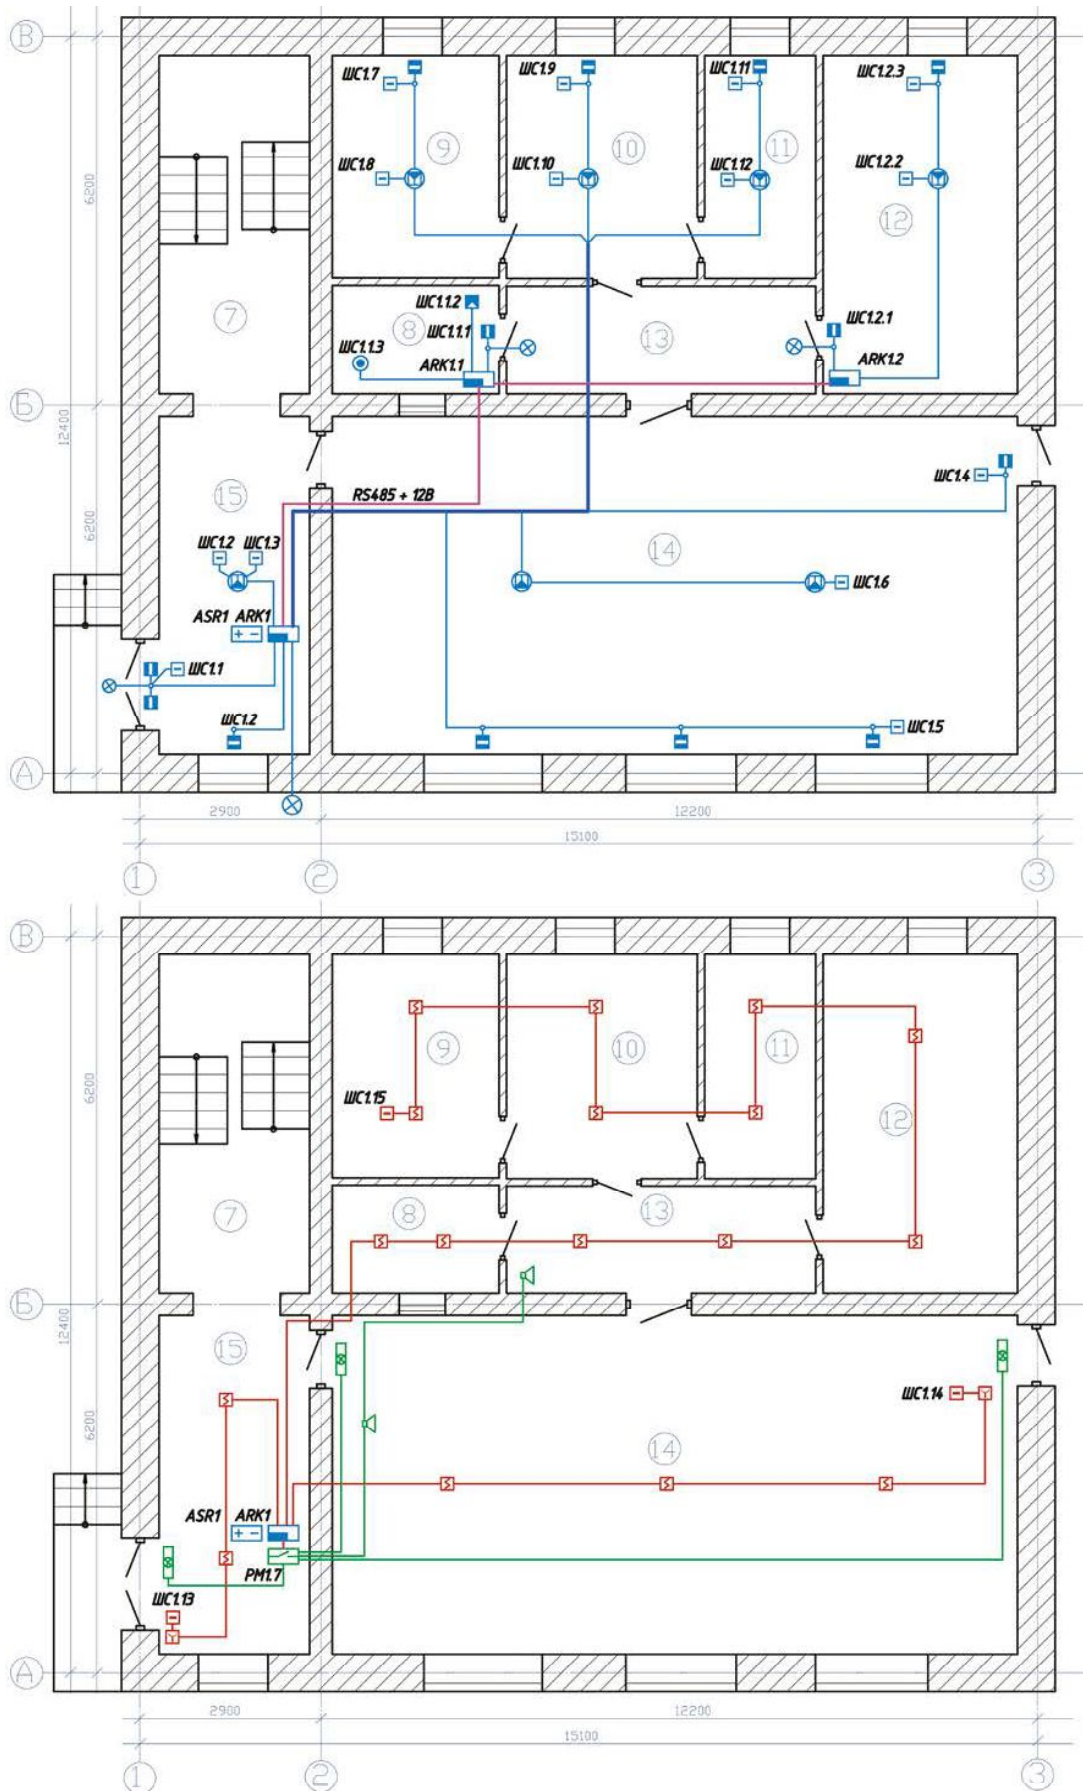 В
ШС1.7
ШС1.9
ШС1.11
ШС1.2.3
9
10
11
ШС1.8
ШС1.10
ШС1.12
ШС1.2.2
6200
12
7
8
13
ШС1.1.2
ШС1.1.1
ШС1.2.1
ШС1.1.3
ARK1.1
ARK1.2
Б
12400
15
RS485 + 12В
ШС1.4
6200
14
ШС1.2
ШС1.3
ШС1.6
ASR1
ARK1
ШС1.1
ШС1.2
ШС1.5
А
2900
12200
15100
1
2
3
В
9
10
11
6200
ШС1.15
12
7
8
13
Б
12400
15
6200
ШС1.14
14
ASR1
ARK1
РМ1.7
ШС1.13
А
2900
12200
15100
1
2
3